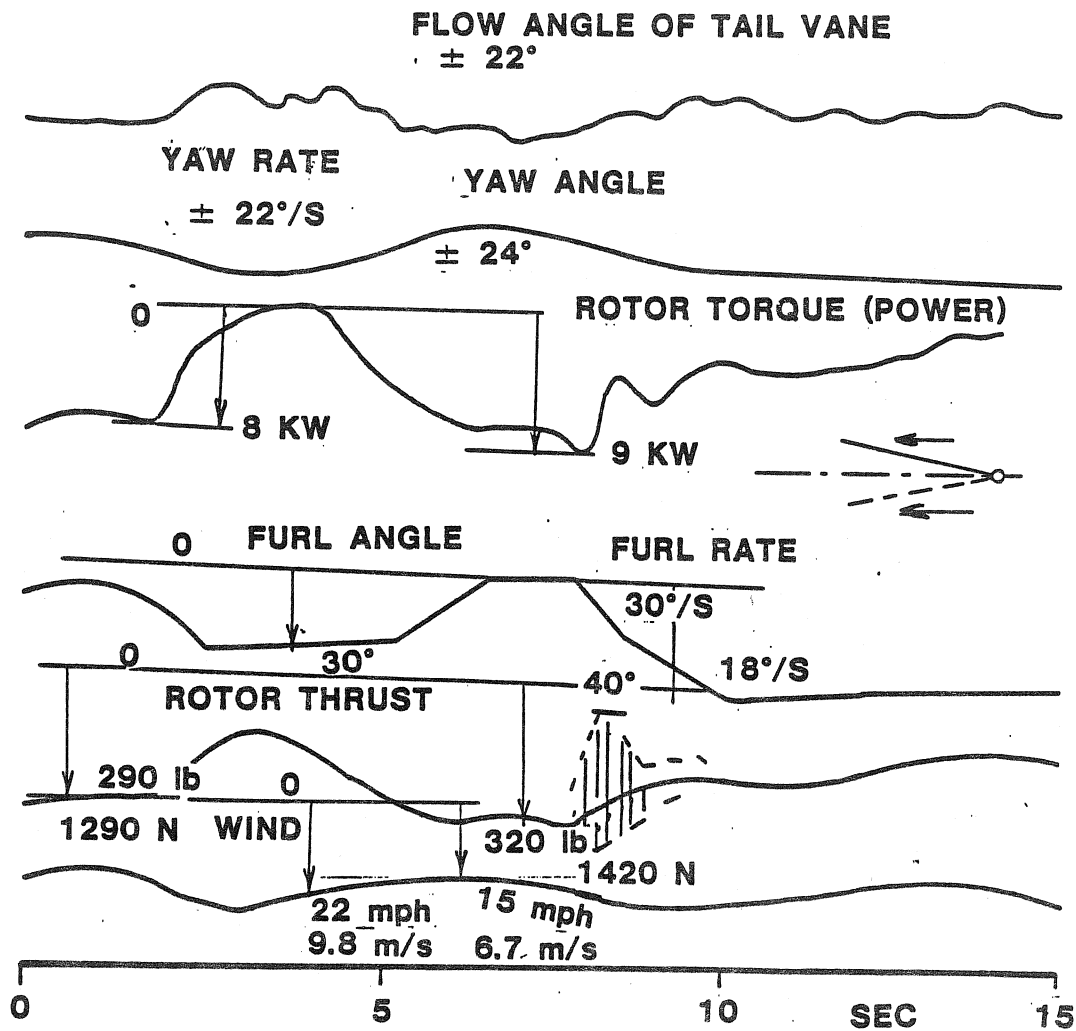 FLOW ANGLE OF TAIL VANE
± 22°
YAW RATE
± 22°/S
YAW ANGLE
± 24°
0
ROTOR TORQUE (POWER)
8 KW
9 KW
0
FURL ANGLE
FURL RATE
30°/S
0
30°
40°
18°/S
ROTOR THRUST
290 lb
0
1290 N
WIND
320 lb
1420 N
22 mph
15 mph
9.8 m/s
6.7 m/s
0
5
10
SEC
15